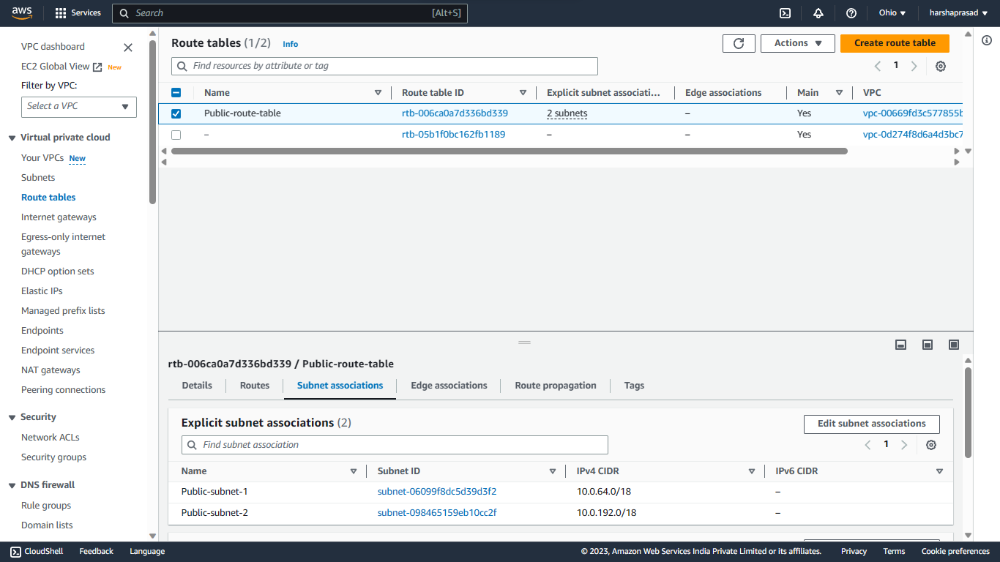 aws
Services
Search
[Alt+S]
Ohio
harshaprasad
VPC dashboard
EC2 Global View
New
Filter by VPC:
Select a VPC
Virtual private cloud
Your VPCs New
Subnets
Route tables
Internet gateways
Egress-only internet
gateways
DHCP option sets
Elastic IPs
Managed prefix lists
Endpoints
Endpoint services
NAT gateways
Peering connections
Security
Network ACLs
Security groups
DNS firewall
Rule groups
Domain lists
Route tables (1/2) Info
Actions
Create route table
Find resources by attribute or tag
1
Name Route table ID Explicit subnet associati... Edge associations Main VPC
Public-route-table rtb-006ca0a7d336bd339 2 subnets – Yes vpc-00669fd3c577855b
– rtb-05b1f0bc162fb1189 – – Yes vpc-0d274f8d6a4d3bc7
rtb-006ca0a7d336bd339 / Public-route-table
Details Routes Subnet associations Edge associations Route propagation Tags
Explicit subnet associations (2)
Edit subnet associations
Find subnet association
1
Name Subnet ID IPv4 CIDR IPv6 CIDR
Public-subnet-1 subnet-06099f8dc5d39d3f2 10.0.64.0/18 –
Public-subnet-2 subnet-098465159eb10cc2f 10.0.192.0/18 –
CloudShell Feedback Language
© 2023, Amazon Web Services India Private Limited or its affiliates. Privacy Terms Cookie preferences